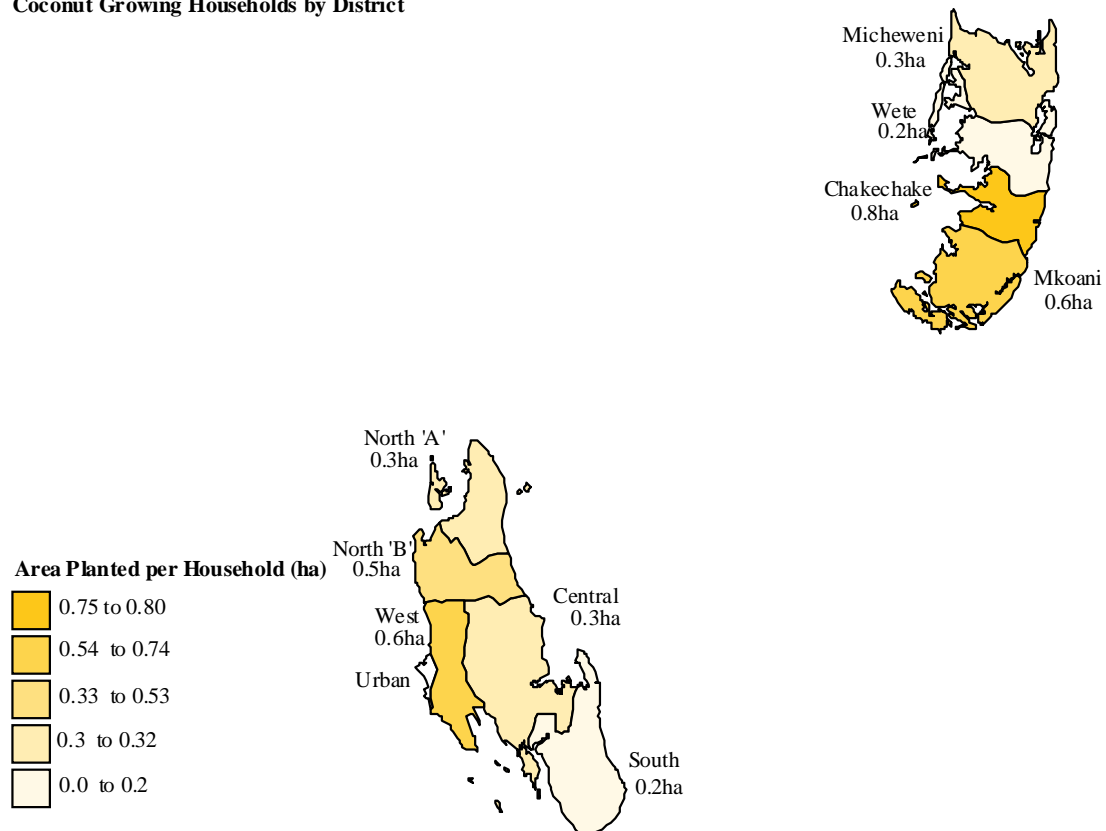 Coconut Growing Households by District
Micheweni
0.3ha
Wete
0.2ha
Chakechake
0.8ha
Mkoani
0.6ha
North 'A'
0.3ha
North 'B'
0.5ha
Central
0.3ha
West
0.6ha
Urban
South
0.2ha
Area Planted per Household (ha)
0.75 to 0.80
0.54 to 0.74
0.33 to 0.53
0.3 to 0.32
0.0 to 0.2